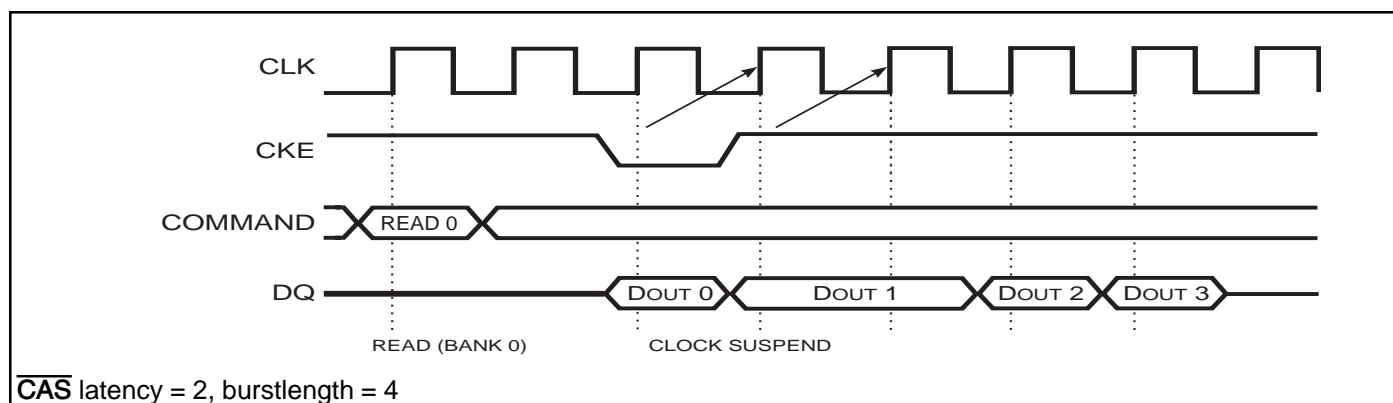 CLK
CKE
COMMAND READ 0
DQ DOUT 0 DOUT 1 DOUT 2 DOUT 3
READ (BANK 0) CLOCK SUSPEND
CAS latency = 2, burstlength = 4